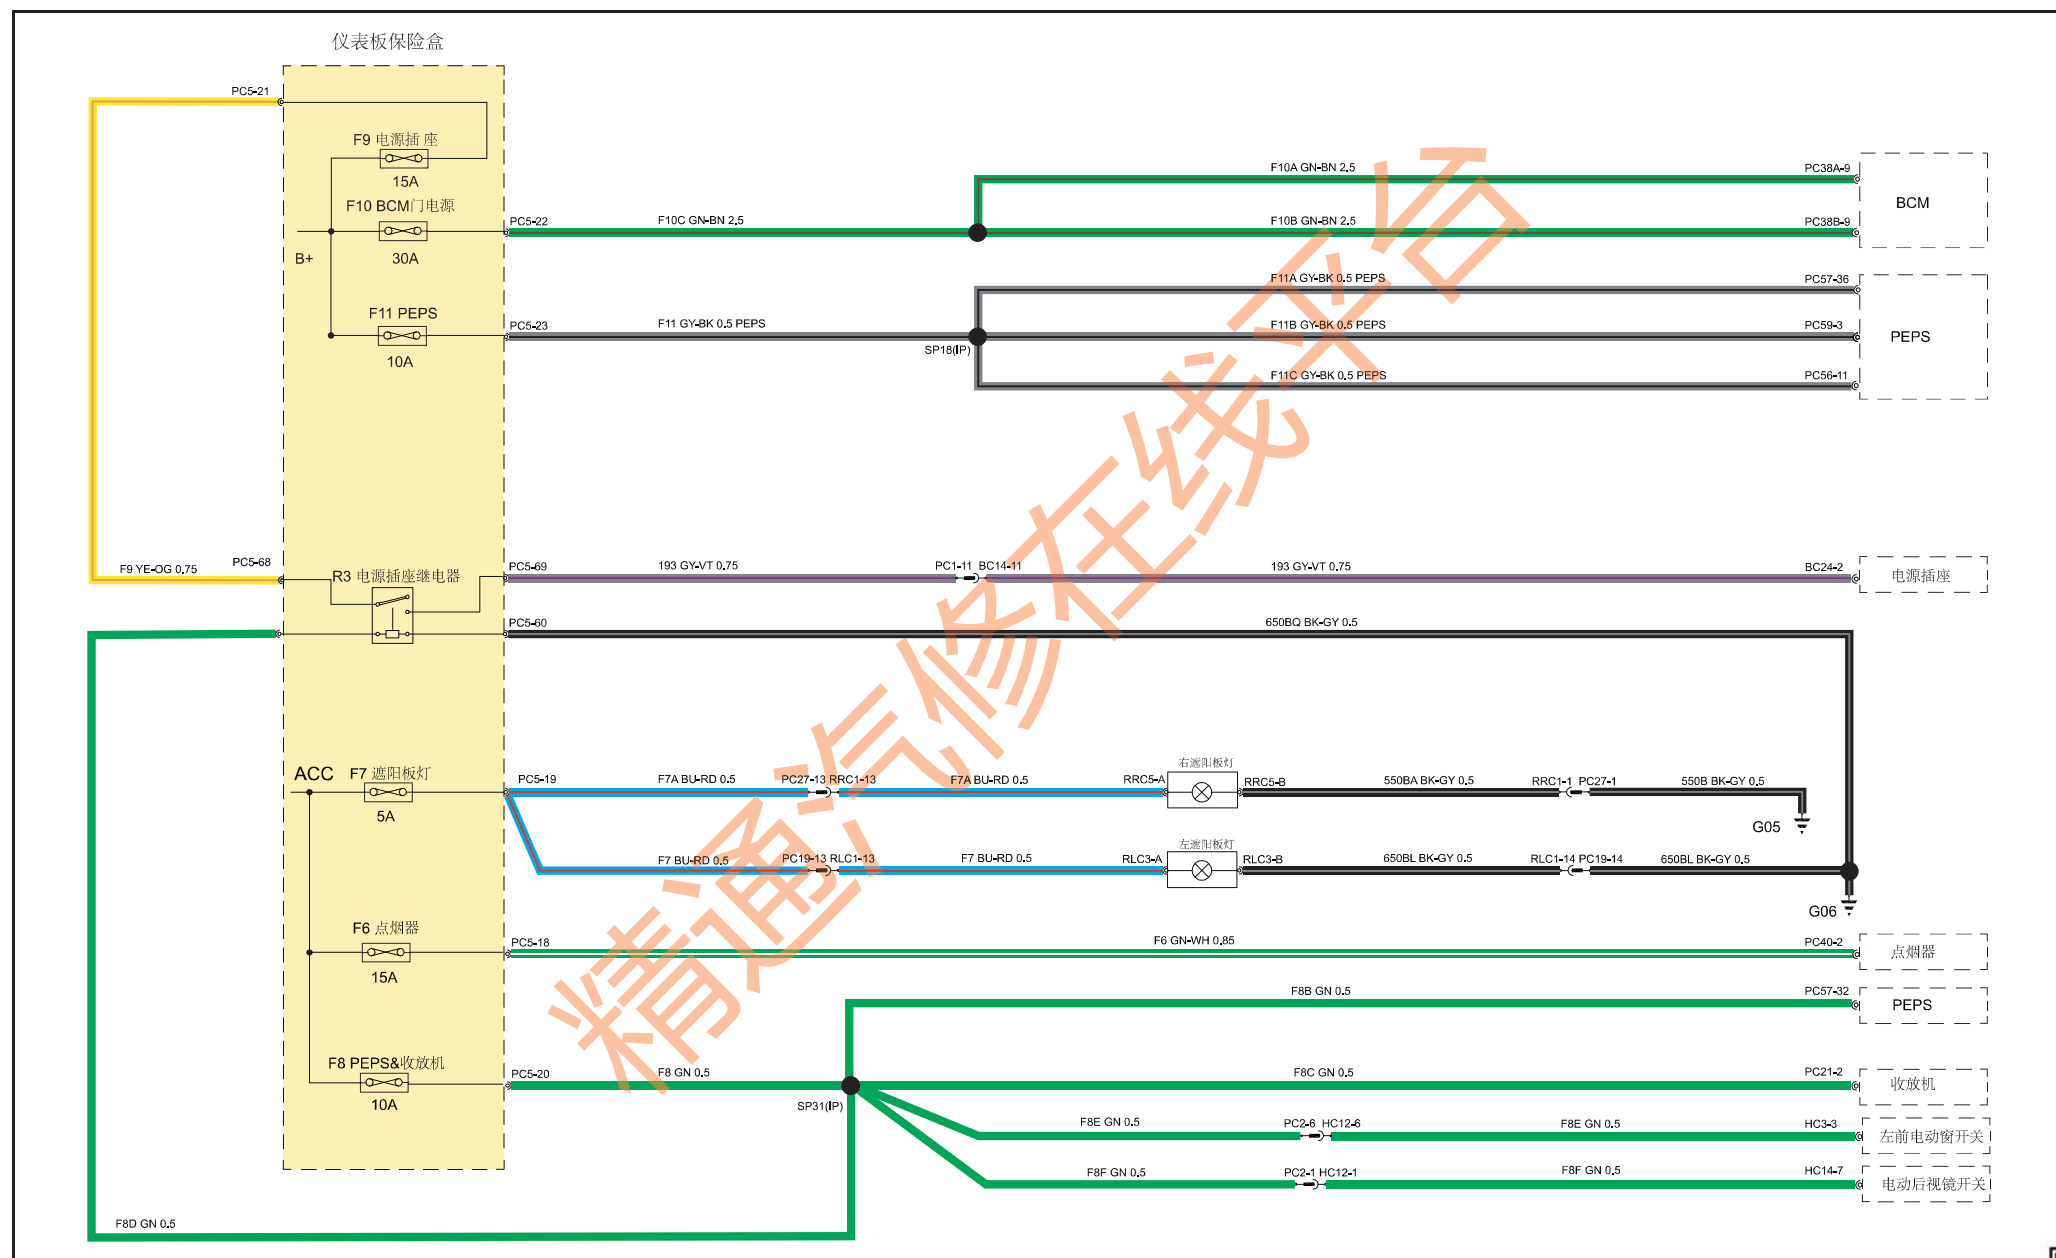 仪表板保险盒
PC5-21
F9 电源插 座
15A
F10 BCM门电源
B+
30A
F11 PEPS
10A
PC5-22
F10C GN-BN 2.5
F10A GN-BN 2.5
PC38A-9
F10B GN-BN 2.5
PC38B-9
BCM
PC5-23
F11 GY-BK 0.5 PEPS
SP18(IP)
F11A GY-BK 0.5 PEPS
PC57-36
F11B GY-BK 0.5 PEPS
PC59-3
F11C GY-BK 0.5 PEPS
PC56-11
PEPS
F9 YE-OG 0.75
PC5-68
R3 电源插座继电器
PC5-69
193 GY-VT 0.75
PC1-11 BC14-11
193 GY-VT 0.75
BC24-2
电源插座
PC5-60
650BQ BK-GY 0.5
ACC
F7 遮阳板灯
5A
PC5-19
F7A BU-RD 0.5
PC27-13 RRC1-13
F7A BU-RD 0.5
RRC5-A
右遮阳板灯
RRC5-B
550BA BK-GY 0.5
RRC1-1 PC27-1
550B BK-GY 0.5
G05
F7 BU-RD 0.5
PC19-13 RLC1-13
F7 BU-RD 0.5
RLC3-A
左遮阳板灯
RLC3-B
650BL BK-GY 0.5
RLC1-14 PC19-14
650BL BK-GY 0.5
G06
F6 点烟器
15A
PC5-18
F6 GN-WH 0.85
PC40-2
点烟器
F8 PEPS&收放机
10A
PC5-20
F8 GN 0.5
SP31(IP)
F8B GN 0.5
PC57-32
PEPS
F8C GN 0.5
PC21-2
收放机
F8E GN 0.5
PC2-6 HC12-6
F8E GN 0.5
HC3-3
左前电动窗开关
F8F GN 0.5
PC2-1 HC12-1
F8F GN 0.5
HC14-7
电动后视镜开关
F8D GN 0.5
精通汽修在线平台